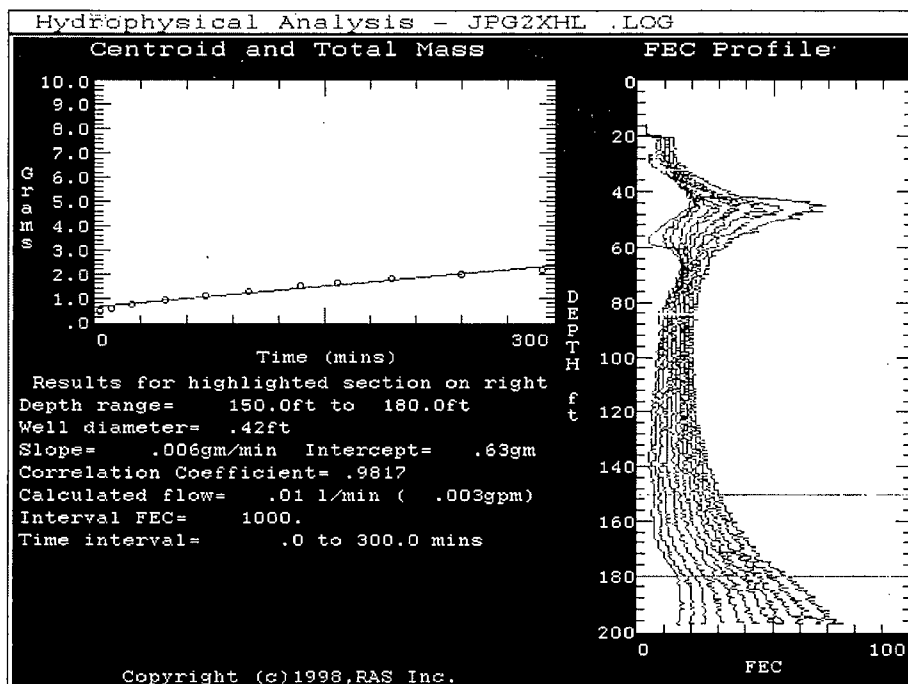 Hydrophysical Analysis - JPG2XHL .LOG
Centroid and Total Mass
10.0
9.0
8.0
7.0
6.0
5.0
4.0
3.0
2.0
1.0
.0
Grams
0
300
Time (mins)
Results for highlighted section on right
Depth range= 150.0ft to 180.0ft
Well diameter= .42ft
Slope= .006gm/min Intercept= .63gm
Correlation Coefficient= .9817
Calculated flow= .01 l/min ( .003gpm)
Interval FEC= 1000.
Time interval= .0 to 300.0 mins
Copyright (c)1998,RAS Inc.
FEC Profile
0
20
40
60
80
100
120
140
160
180
200
DEPTH ft
0
100
FEC